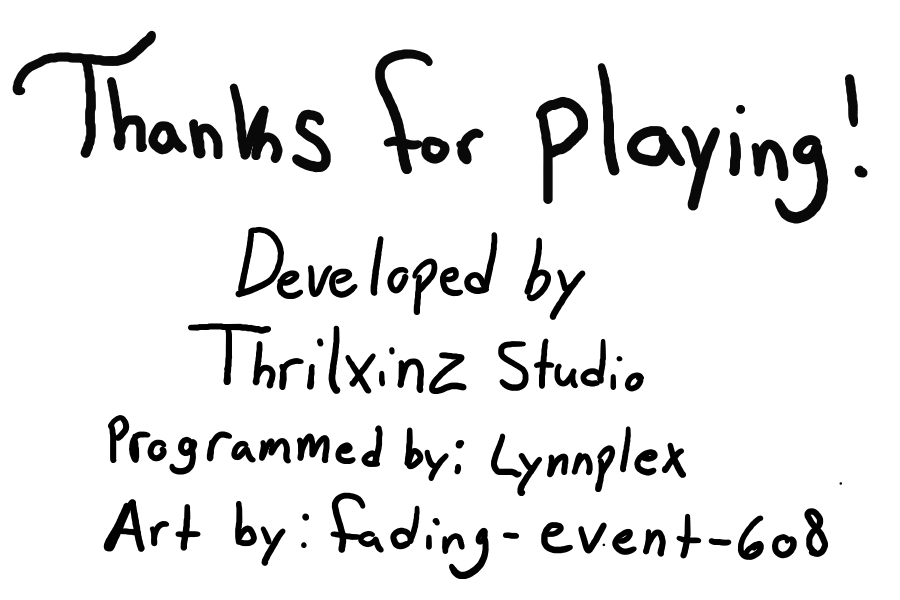 Thanks for playing!
Developed by
Thrilxinz Studio
Programmed by: Lynnplex
Art by: fading-event-608